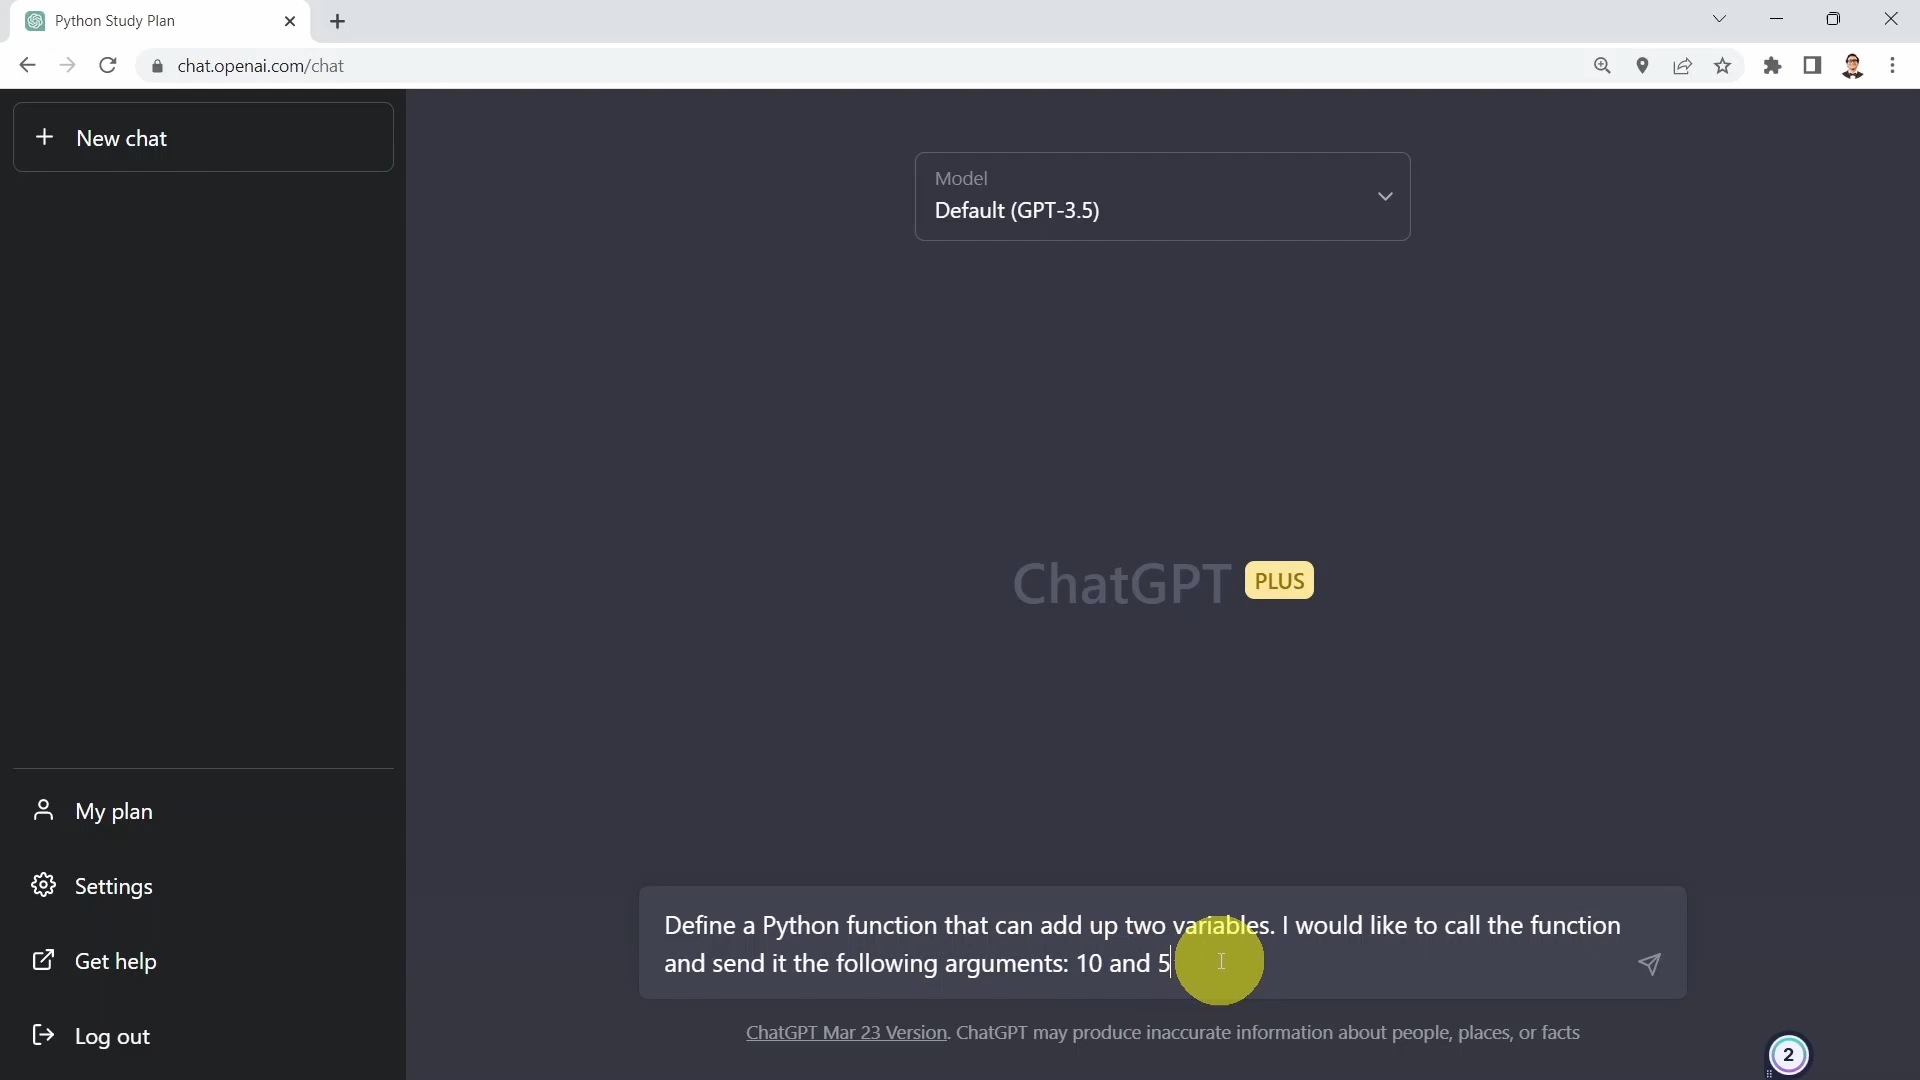 Python Study Plan
chat.openai.com/chat
New chat
Model
Default (GPT-3.5)
ChatGPT PLUS
My plan
Settings
Get help
Log out
Define a Python function that can add up two variables. I would like to call the function
and send it the following arguments: 10 and 5
ChatGPT Mar 23 Version. ChatGPT may produce inaccurate information about people, places, or facts
2